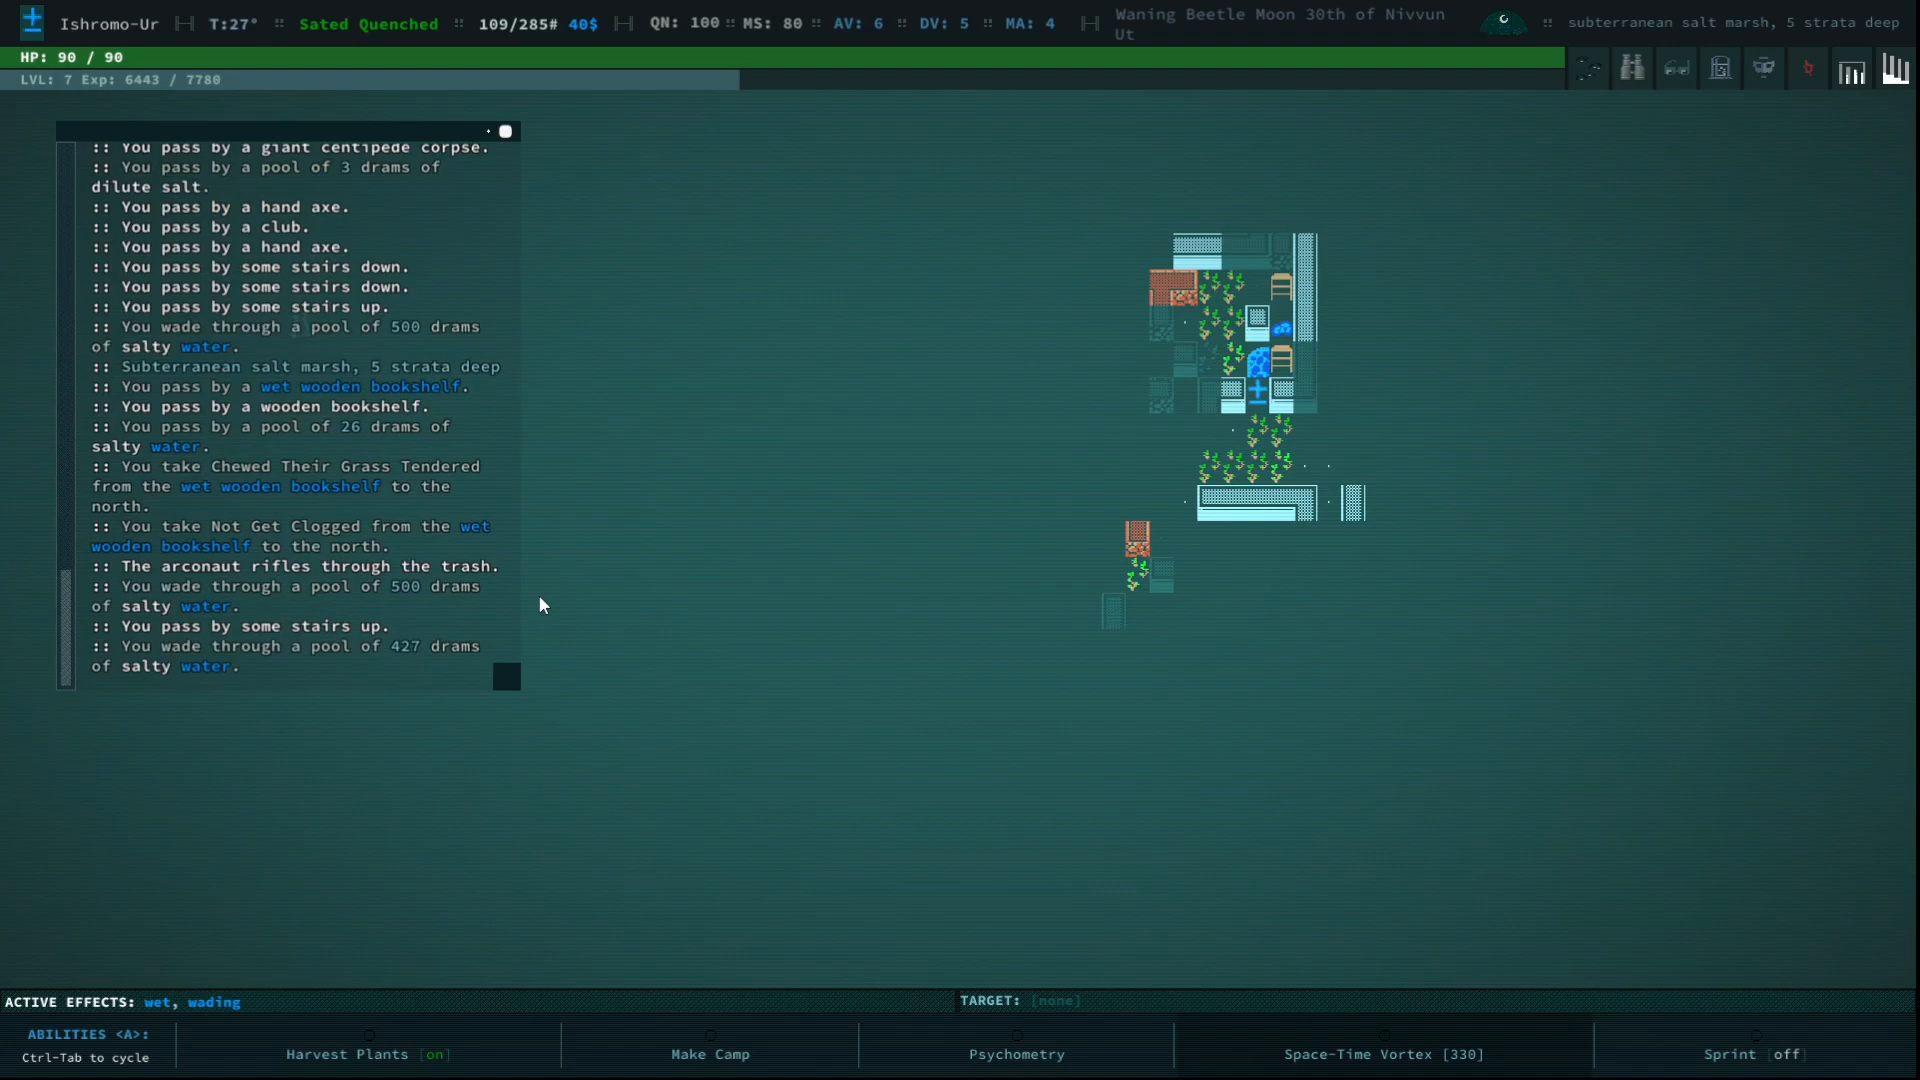 Ishromo-Ur T:27° Sated Quenched 109/285# 40$ QN: 100 MS: 80 AV: 6 DV: 5 MA: 4 Waning Beetle Moon 30th of Nivvun Ut subterranean salt marsh, 5 strata deep
HP: 90 / 90
LVL: 7 Exp: 6443 / 7780
:: You pass by a giant centipede corpse.
:: You pass by a pool of 3 drams of
dilute salt.
:: You pass by a hand axe.
:: You pass by a club.
:: You pass by a hand axe.
:: You pass by some stairs down.
:: You pass by some stairs down.
:: You pass by some stairs up.
:: You wade through a pool of 500 drams
of salty water.
:: Subterranean salt marsh, 5 strata deep
:: You pass by a wet wooden bookshelf.
:: You pass by a wooden bookshelf.
:: You pass by a pool of 26 drams of
salty water.
:: You take Chewed Their Grass Tendered
from the wet wooden bookshelf to the
north.
:: You take Not Get Clogged from the wet
wooden bookshelf to the north.
:: The arconaut rifles through the trash.
:: You wade through a pool of 500 drams
of salty water.
:: You pass by some stairs up.
:: You wade through a pool of 427 drams
of salty water.
ACTIVE EFFECTS: wet, wading TARGET: [none]
ABILITIES <A>:
Ctrl-Tab to cycle
Harvest Plants [on] Make Camp Psychometry Space-Time Vortex [330] Sprint [off]